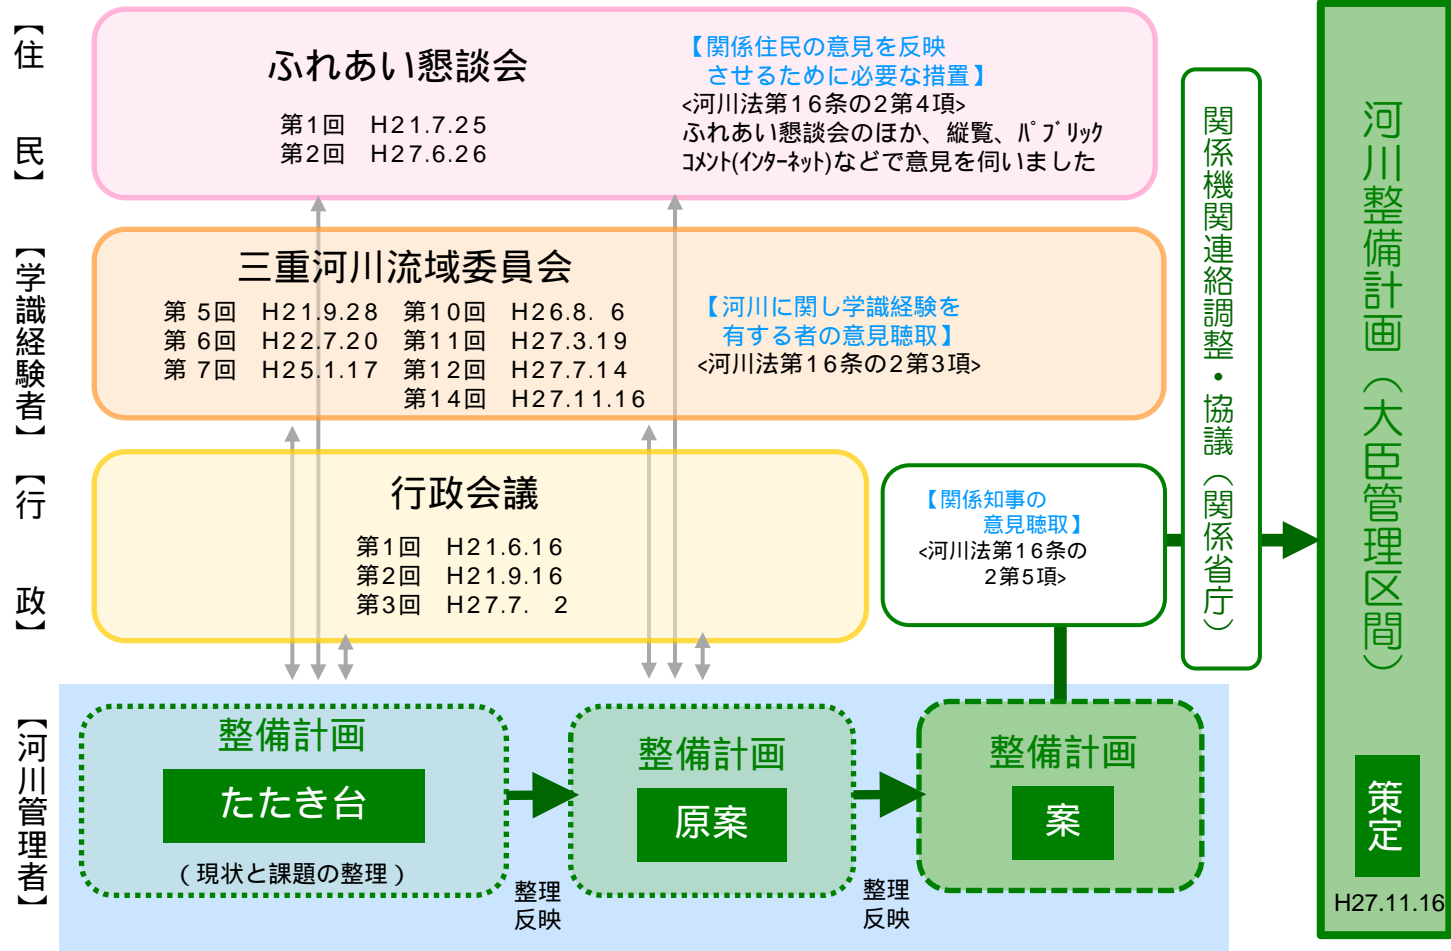 【住民】
ふれあい懇談会
第1回 H21.7.25
第2回 H27.6.26
【関係住民の意見を反映
させるために必要な措置】
<河川法第16条の2第4項>
ふれあい懇談会のほか、縦覧、パブリック
コメント(インターネット)などで意見を伺いました
【学識経験者】
三重河川流域委員会
第 5回 H21.9.28 第10回 H26.8. 6
第 6回 H22.7.20 第11回 H27.3.19
第 7回 H25.1.17 第12回 H27.7.14
第14回 H27.11.16
【河川に関し学識経験を
有する者の意見聴取】
<河川法第16条の2第3項>
【行政】
行政会議
第1回 H21.6.16
第2回 H21.9.16
第3回 H27.7. 2
【関係知事の
意見聴取】
<河川法第16条の
2第5項>
関係機関連絡調整・協議（関係省庁）
河川整備計画（大臣管理区間）
策定
H27.11.16
【河川管理者】
整備計画
たたき台
(現状と課題の整理)
整理
反映
整備計画
原案
整理
反映
整備計画
案